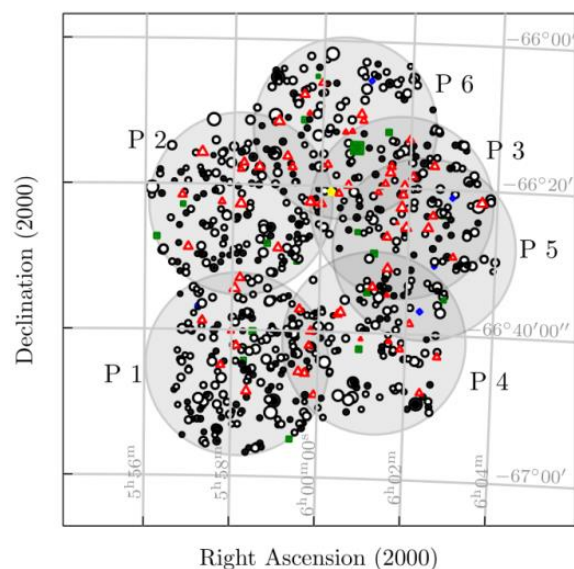 −66°00′
P 6
P 2
P 3
−66°20′
P 5
−66°40′00″
P 1
P 4
−67°00′
5ʰ56ᵐ
5ʰ58ᵐ
6ʰ00ᵐ00ˢ
6ʰ02ᵐ
6ʰ04ᵐ
Declination (2000)
Right Ascension (2000)